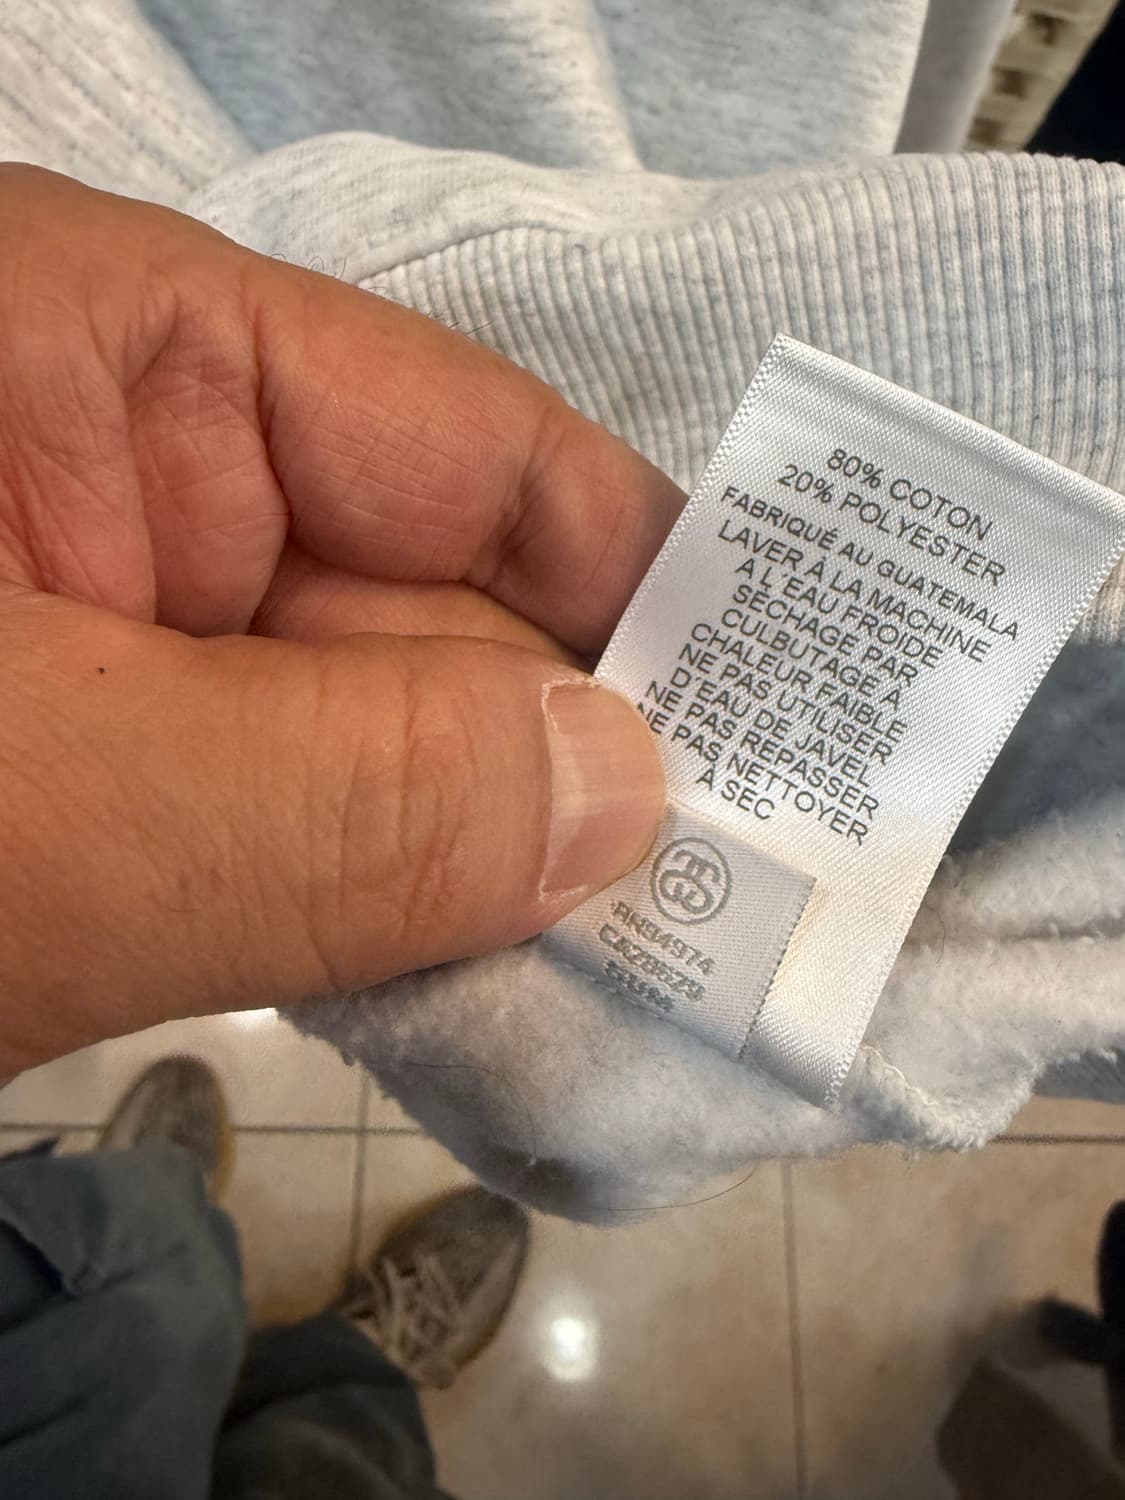 80% COTON
20% POLYESTER
FABRIQUÉ AU GUATEMALA
LAVER À LA MACHINE
A L'EAU FROIDE
SÉCHAGE PAR
CULBUTAGE À
CHALEUR FAIBLE
NE PAS UTILISER
D'EAU DE JAVEL
NE PAS REPASSER
NE PAS NETTOYER
À SEC